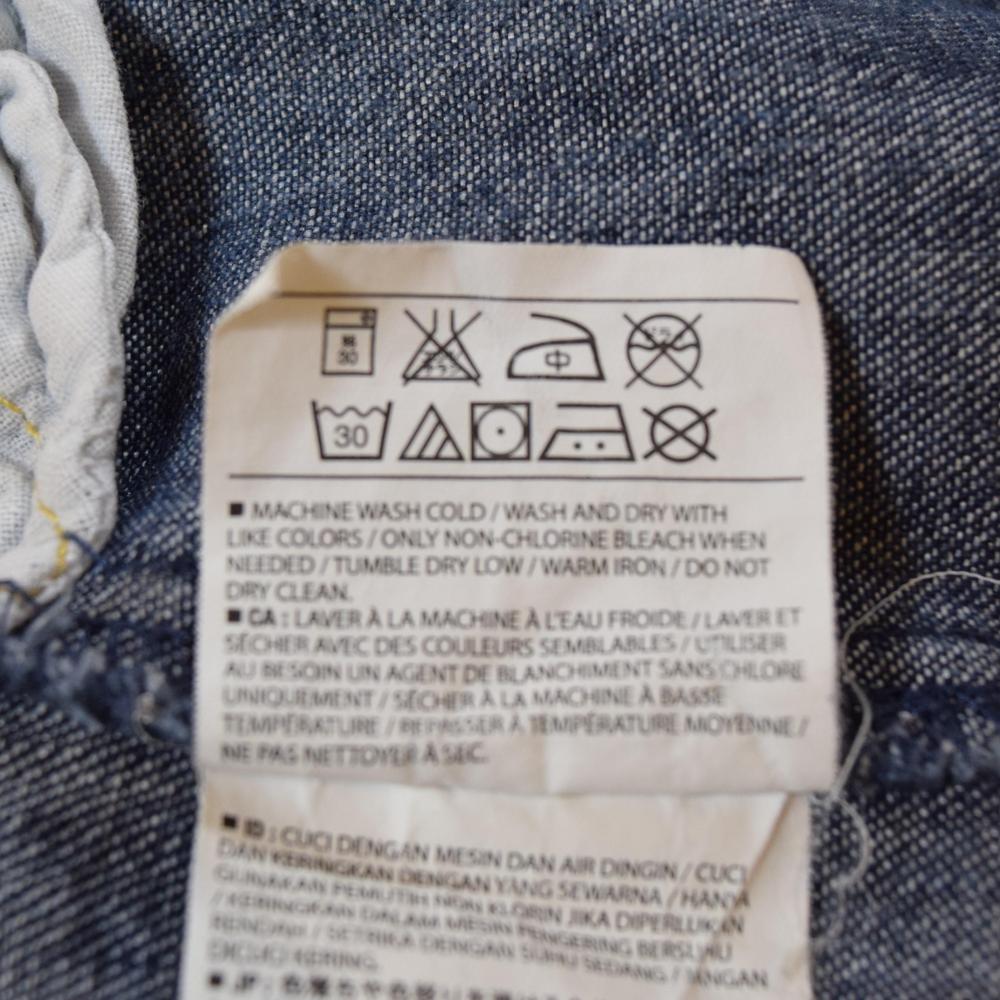 30
中
30
■ MACHINE WASH COLD / WASH AND DRY WITH
LIKE COLORS / ONLY NON-CHLORINE BLEACH WHEN
NEEDED / TUMBLE DRY LOW / WARM IRON / DO NOT
DRY CLEAN.
■ CA : LAVER À LA MACHINE À L'EAU FROIDE / LAVER ET
SÉCHER AVEC DES COULEURS SEMBLABLES / UTILISER
AU BESOIN UN AGENT DE BLANCHIMENT SANS CHLORE
UNIQUEMENT / SÉCHER À LA MACHINE À BASSE
TEMPÉRATURE / REPASSER À TEMPÉRATURE MOYENNE /
NE PAS NETTOYER À SEC.
■ ID : CUCI DENGAN MESIN DAN AIR DINGIN / CUCI
DAN KERINGKAN DENGAN YANG SEWARNA / HANYA
GUNAKAN PEMUTIH NON KLORIN JIKA DIPERLUKAN
/ KERINGKAN DALAM MESIN PENGERING BERSUHU
RENDAH / SETRIKA DENGAN SUHU SEDANG / JANGAN
KERING.
■ JP :